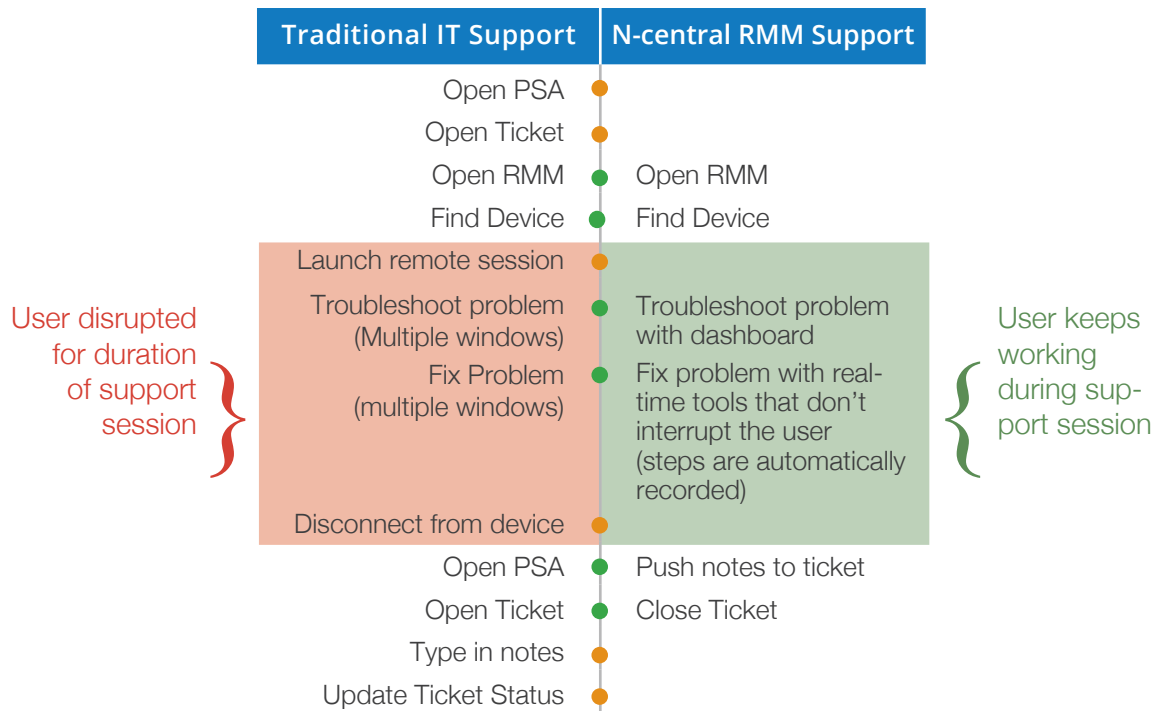 Traditional IT Support
N-central RMM Support
Open PSA
Open Ticket
Open RMM
Open RMM
Find Device
Find Device
Launch remote session
Troubleshoot problem
(Multiple windows)
Troubleshoot problem
with dashboard
Fix Problem
(multiple windows)
Fix problem with real-
time tools that don’t
interrupt the user
(steps are automatically
recorded)
User disrupted
for duration
of support
session
User keeps
working
during sup-
port session
Disconnect from device
Open PSA
Push notes to ticket
Open Ticket
Close Ticket
Type in notes
Update Ticket Status